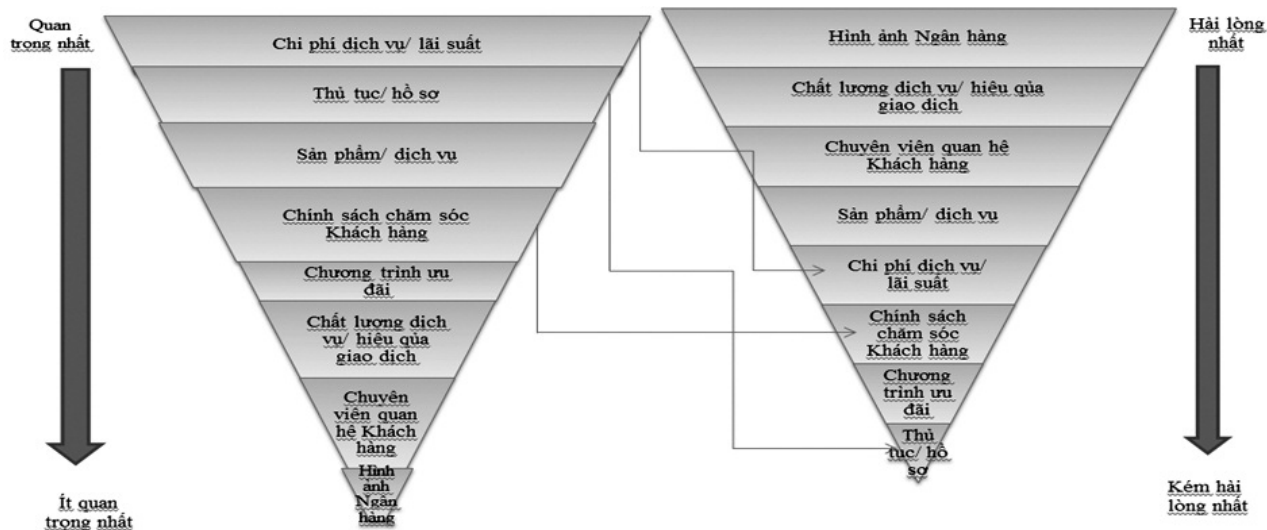 Quan
trọng nhất
Chi phí dịch vụ/ lãi suất
Thủ tục/ hồ sơ
Sản phẩm/ dịch vụ
Chính sách chăm sóc
Khách hàng
Chương trình ưu
đãi
Chất lượng dịch
vụ/ hiệu qủa
giao dịch
Chuyên
viên quan
hệ Khách
hàng
Hình
ảnh
Ngân
hàng
Ít quan
trọng nhất
Hình ảnh Ngân hàng
Chất lượng dịch vụ/ hiệu qủa
giao dịch
Chuyên viên quan hệ
Khách hàng
Sản phẩm/ dịch vụ
Chi phí dịch vụ/
lãi suất
Chính sách
chăm sóc
Khách hàng
Chương
trình ưu
đãi
Thủ
tục/ hồ
sơ
Hài lòng
nhất
Kém hài
lòng nhất